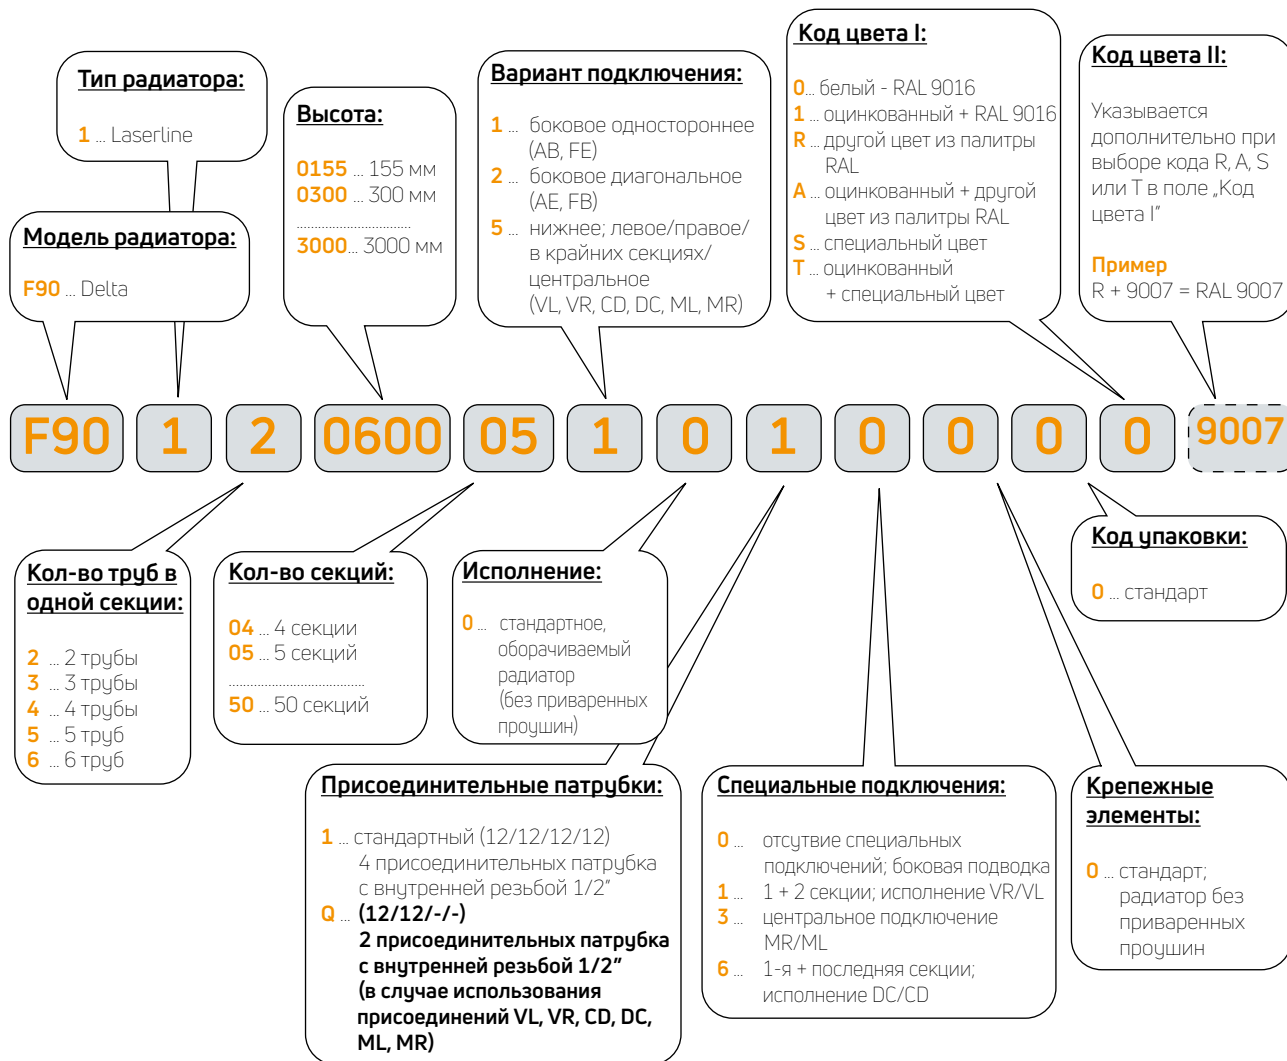 Тип радиатора:
1 ... Laserline
Модель радиатора:
F90 ... Delta
Высота:
0155 ... 155 мм
0300 ... 300 мм
..............................
3000... 3000 мм
Вариант подключения:
1 ... боковое одностороннее
(AB, FE)
2 ... боковое диагональное
(AE, FB)
5 ... нижнее; левое/правое/
в крайних секциях/
центральное
(VL, VR, CD, DC, ML, MR)
Код цвета I:
0... белый - RAL 9016
1 ... оцинкованный + RAL 9016
R ... другой цвет из палитры
RAL
A ... оцинкованный + другой
цвет из палитры RAL
S ... специальный цвет
T ... оцинкованный
+ специальный цвет
Код цвета II:
Указывается
дополнительно при
выборе кода R, A, S
или T в поле „Код
цвета I”
Пример
R + 9007 = RAL 9007
F90 1 2 0600 05 1 0 1 0 0 0 0 9007
Кол-во труб в
одной секции:
2 ... 2 трубы
3 ... 3 трубы
4 ... 4 трубы
5 ... 5 труб
6 ... 6 труб
Кол-во секций:
04 ... 4 секции
05 ... 5 секций
....................................
50 ... 50 секций
Исполнение:
0 ... стандартное,
оборачиваемый
радиатор
(без приваренных
проушин)
Код упаковки:
0 ... стандарт
Присоединительные патрубки:
1 ... стандартный (12/12/12/12)
4 присоединительных патрубка
с внутренней резьбой 1/2”
Q ... (12/12/-/-)
2 присоединительных патрубка
с внутренней резьбой 1/2”
(в случае использования
присоединений VL, VR, CD, DC,
ML, MR)
Специальные подключения:
0 ... отсутвие специальных
подключений; боковая подводка
1 ... 1 + 2 секции; исполнение VR/VL
3 ... центральное подключение
MR/ML
6 ... 1-я + последняя секции;
исполнение DC/CD
Крепежные
элементы:
0 ... стандарт;
радиатор без
приваренных
проушин